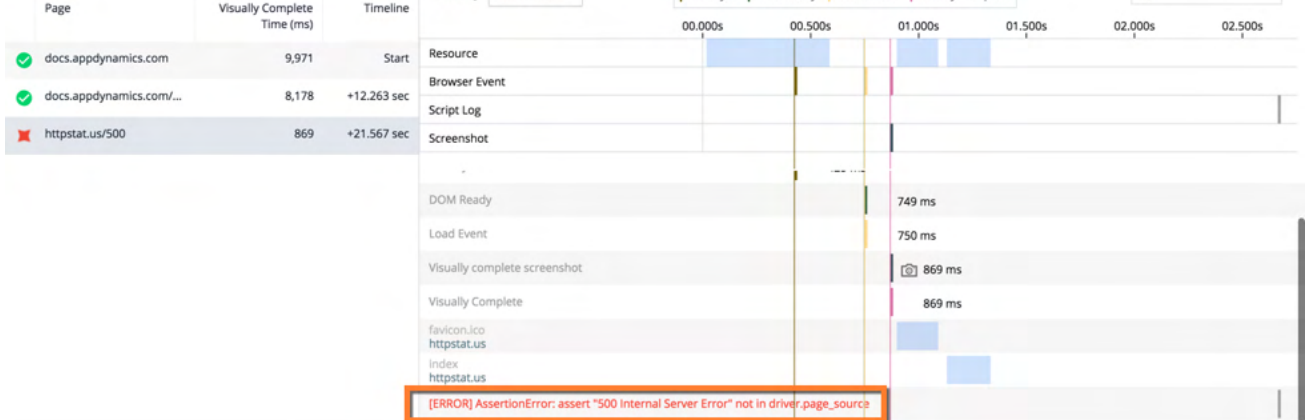 Page
Visually Complete Time (ms)
Timeline
docs.appdynamics.com 9,971 Start
docs.appdynamics.com/... 8,178 +12.263 sec
httpstat.us/500 869 +21.567 sec
00.000s 00.500s 01.000s 01.500s 02.000s 02.500s
Resource
Browser Event
Script Log
Screenshot
DOM Ready 749 ms
Load Event 750 ms
Visually complete screenshot 869 ms
Visually Complete 869 ms
favicon.ico
httpstat.us
Index
httpstat.us
[ERROR] AssertionError: assert "500 Internal Server Error" not in driver.page_source